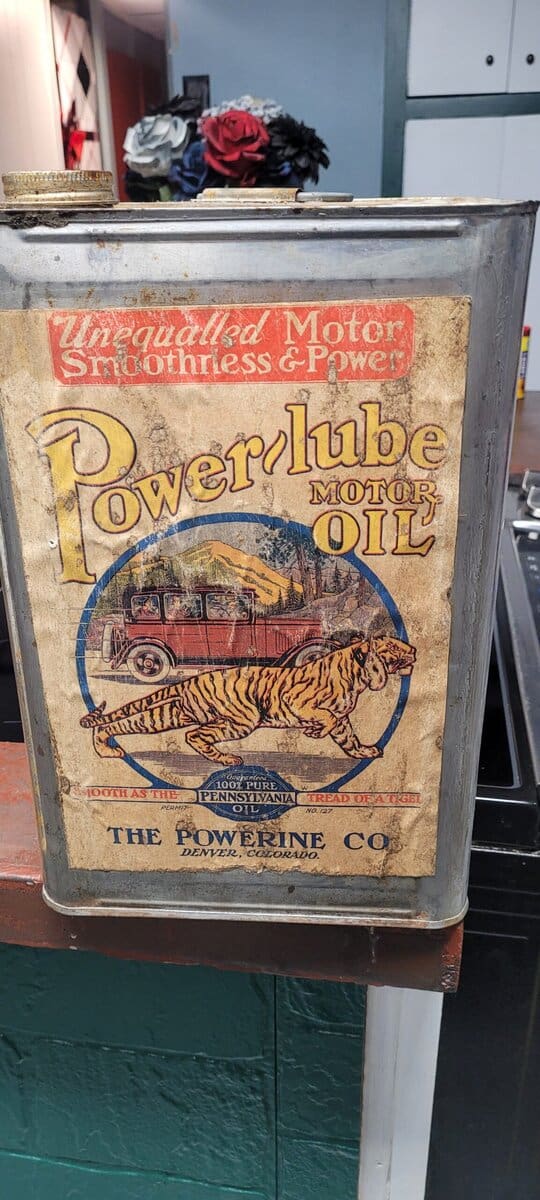 Unequalled Motor
Smoothness & Power
Power-lube
MOTOR
OIL
Guaranteed
100% PURE
PENNSYLVANIA
OIL
SMOOTH AS THE
TREAD OF A TIGER
PERMIT
NO. 127
THE POWERINE CO
DENVER, COLORADO.